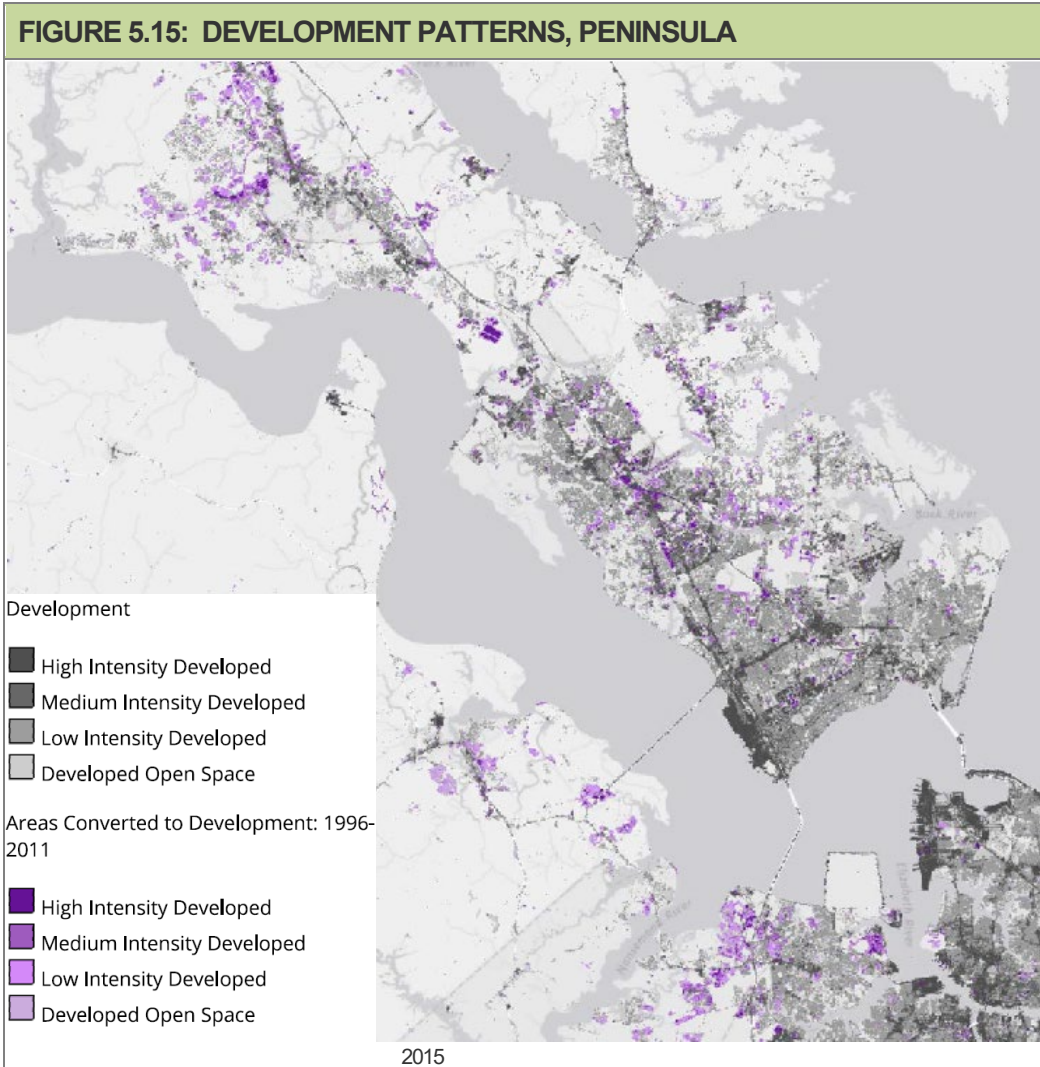 FIGURE 5.15: DEVELOPMENT PATTERNS, PENINSULA
Development
High Intensity Developed
Medium Intensity Developed
Low Intensity Developed
Developed Open Space
Areas Converted to Development: 1996-
2011
High Intensity Developed
Medium Intensity Developed
Low Intensity Developed
Developed Open Space
2015